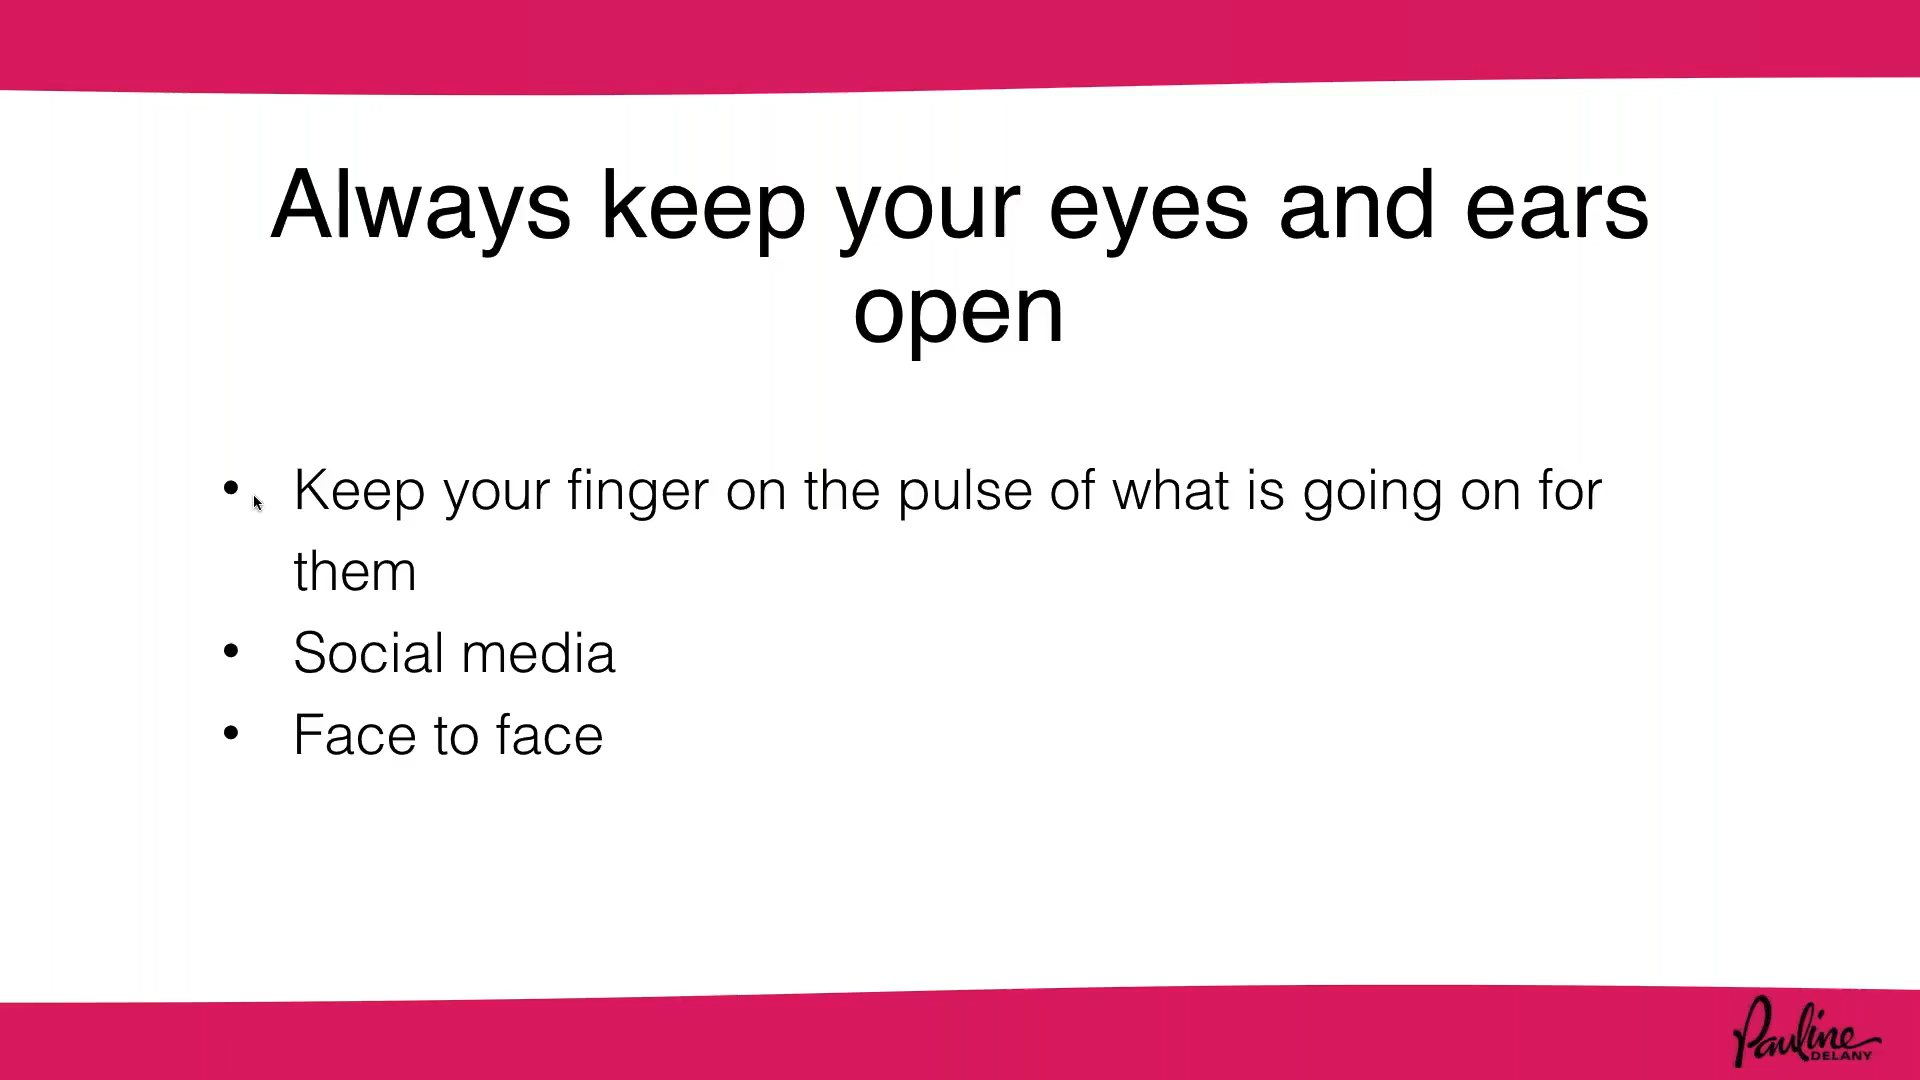 Always keep your eyes and ears
open
• Keep your finger on the pulse of what is going on for
them
• Social media
• Face to face
Pauline
DELANY